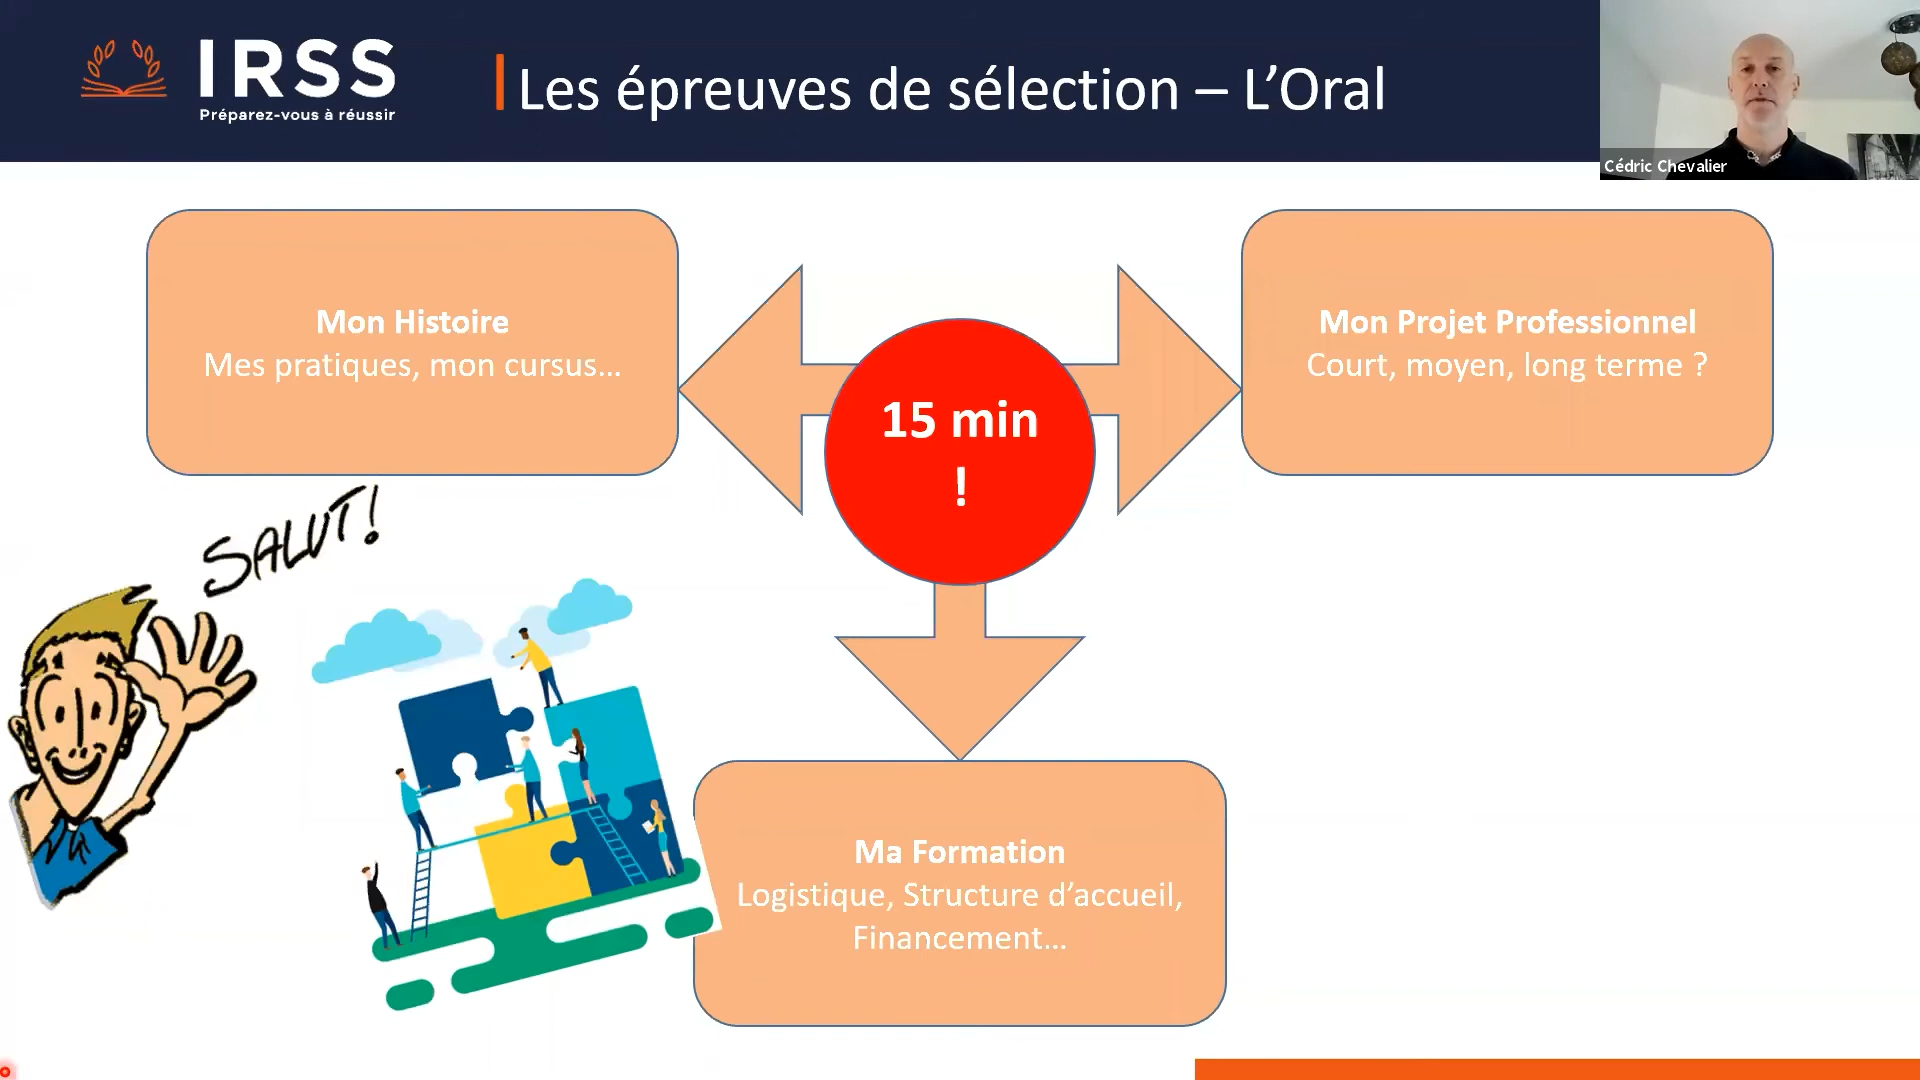 IRSS
Préparez-vous à réussir
Les épreuves de sélection – L’Oral
Cédric Chevalier
Mon Histoire
Mes pratiques, mon cursus...
Mon Projet Professionnel
Court, moyen, long terme ?
15 min
!
SALUT!
Ma Formation
Logistique, Structure d’accueil,
Financement...